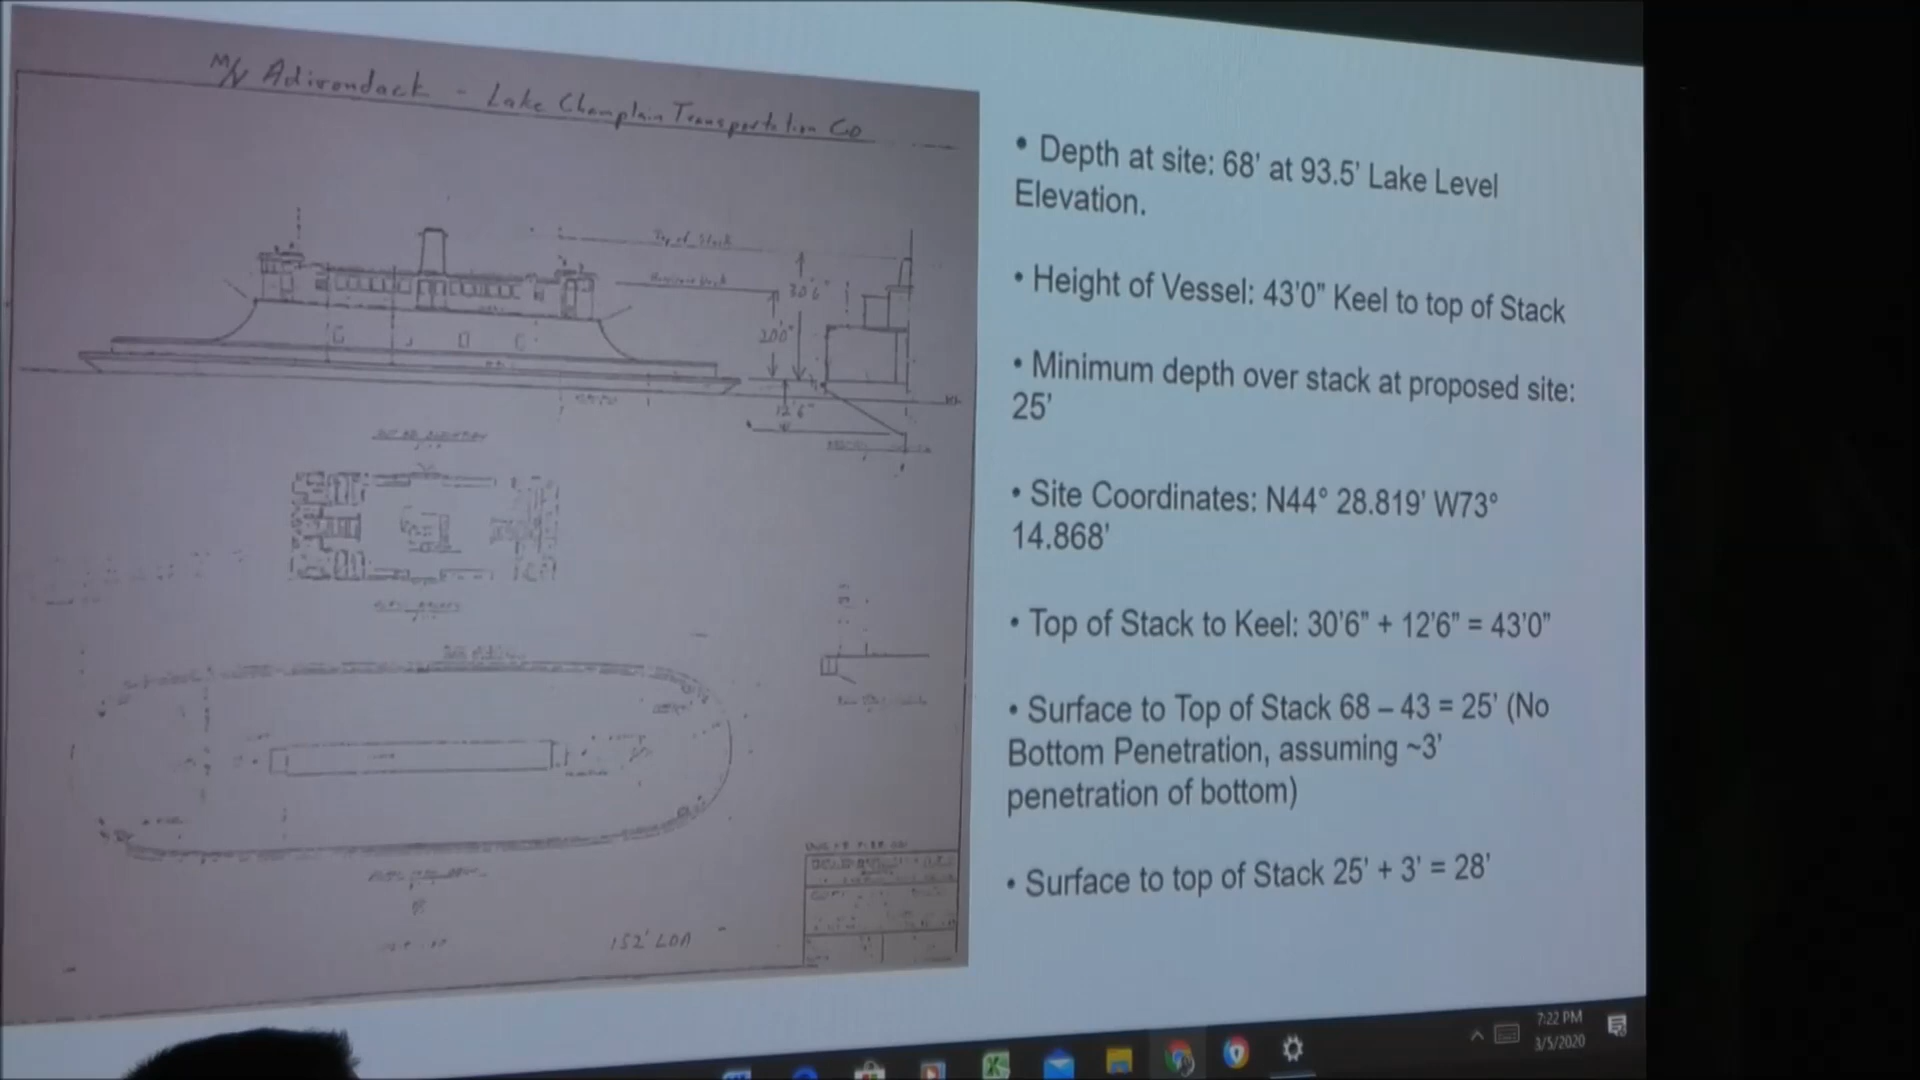 M/V Adirondack - Lake Champlain Transportation Co
Top of Stack
30'6"
20'0"
12'6"
152' LOA
• Depth at site: 68' at 93.5' Lake Level
Elevation.
• Height of Vessel: 43'0" Keel to top of Stack
• Minimum depth over stack at proposed site:
25'
• Site Coordinates: N44° 28.819' W73°
14.868'
• Top of Stack to Keel: 30'6" + 12'6" = 43'0"
• Surface to Top of Stack 68 – 43 = 25' (No
Bottom Penetration, assuming ~3'
penetration of bottom)
• Surface to top of Stack 25' + 3' = 28'
7:22 PM
3/5/2020